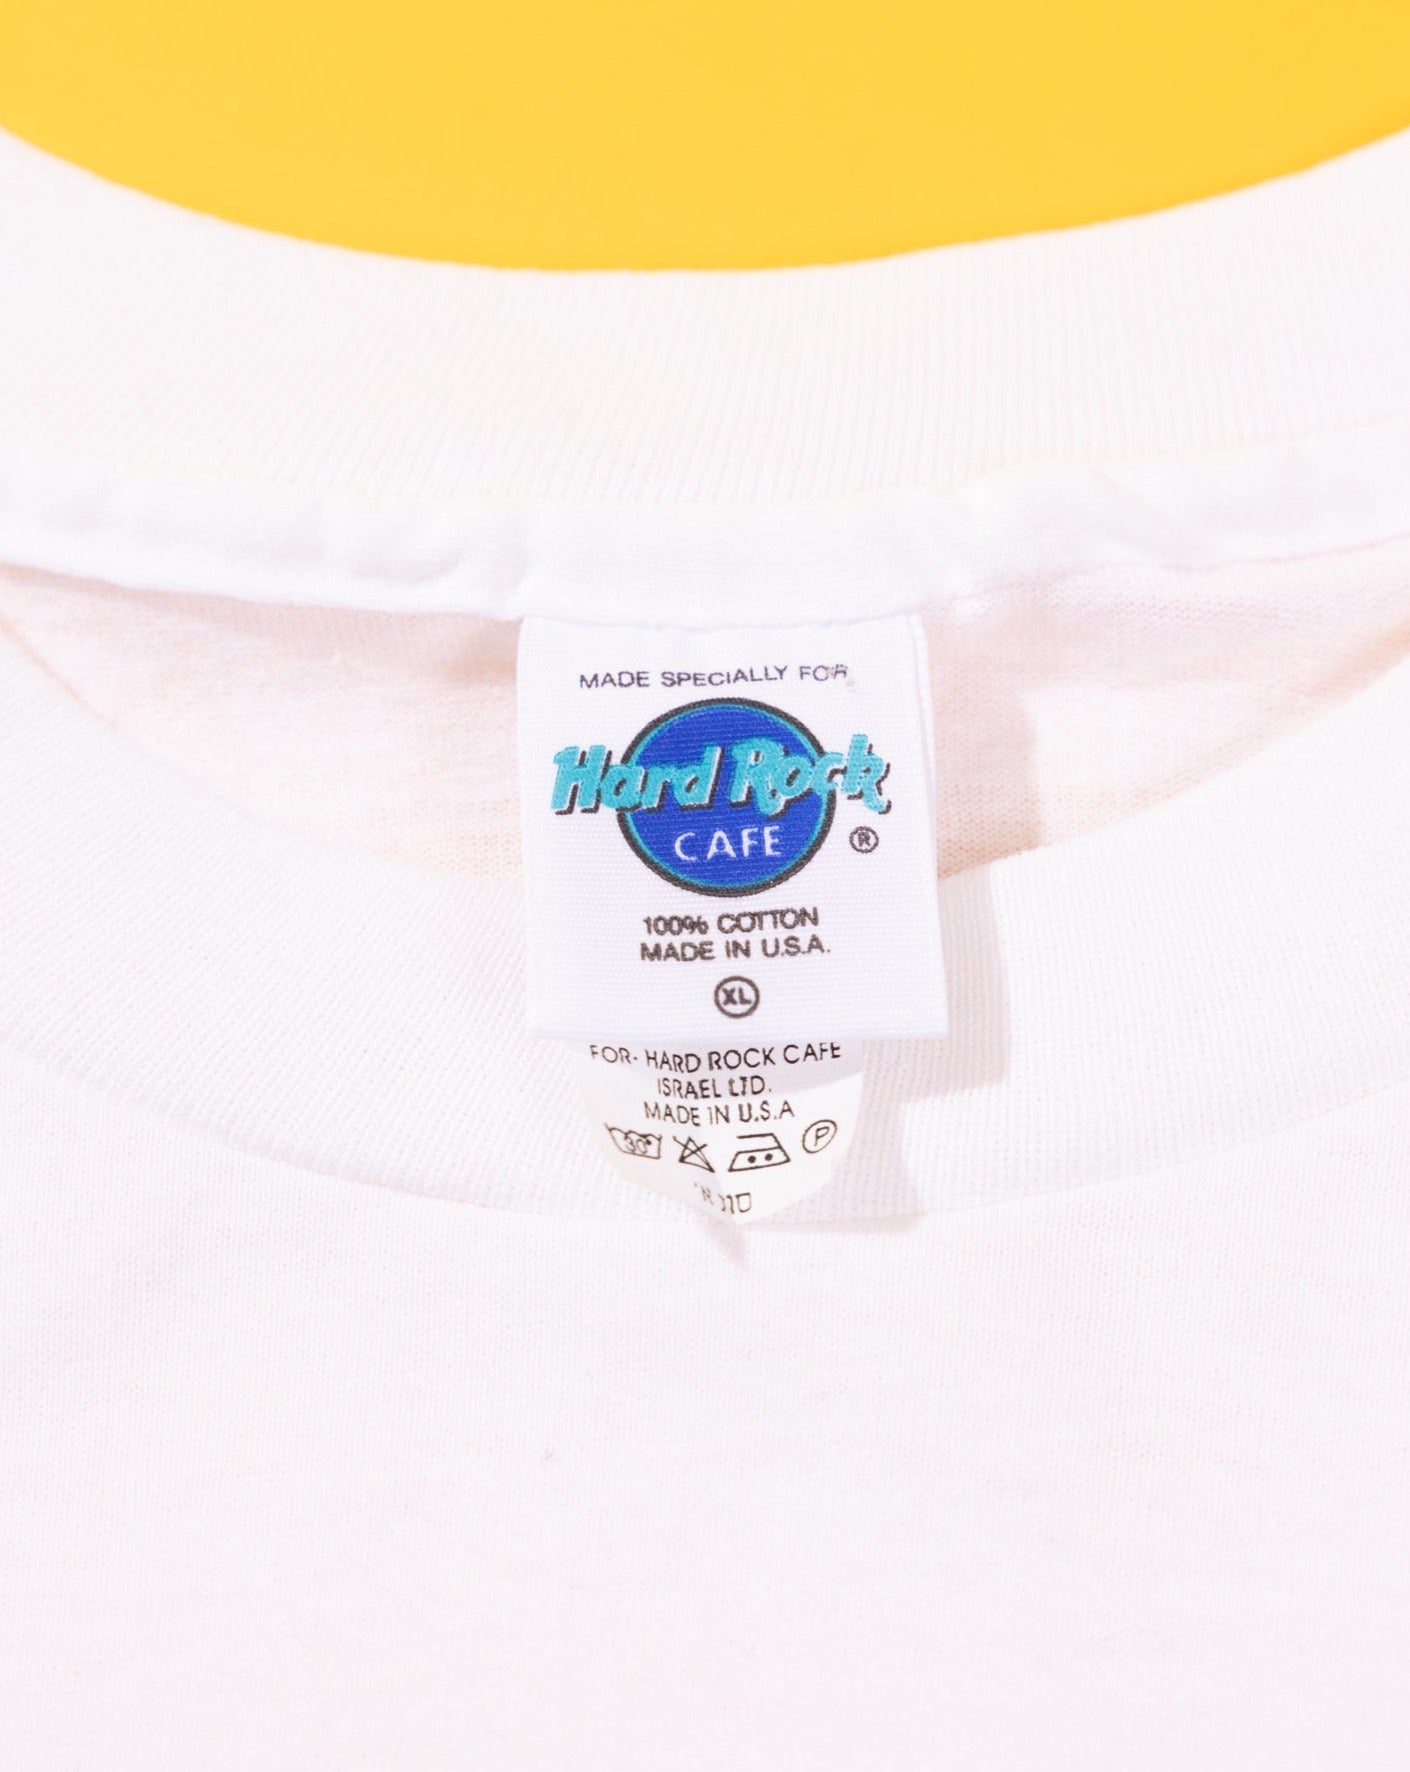 MADE SPECIALLY FOR
Hard Rock
CAFE
®
100% COTTON
MADE IN U.S.A.
XL
FOR- HARD ROCK CAFE
ISRAEL LTD.
MADE IN U.S.A
30° P